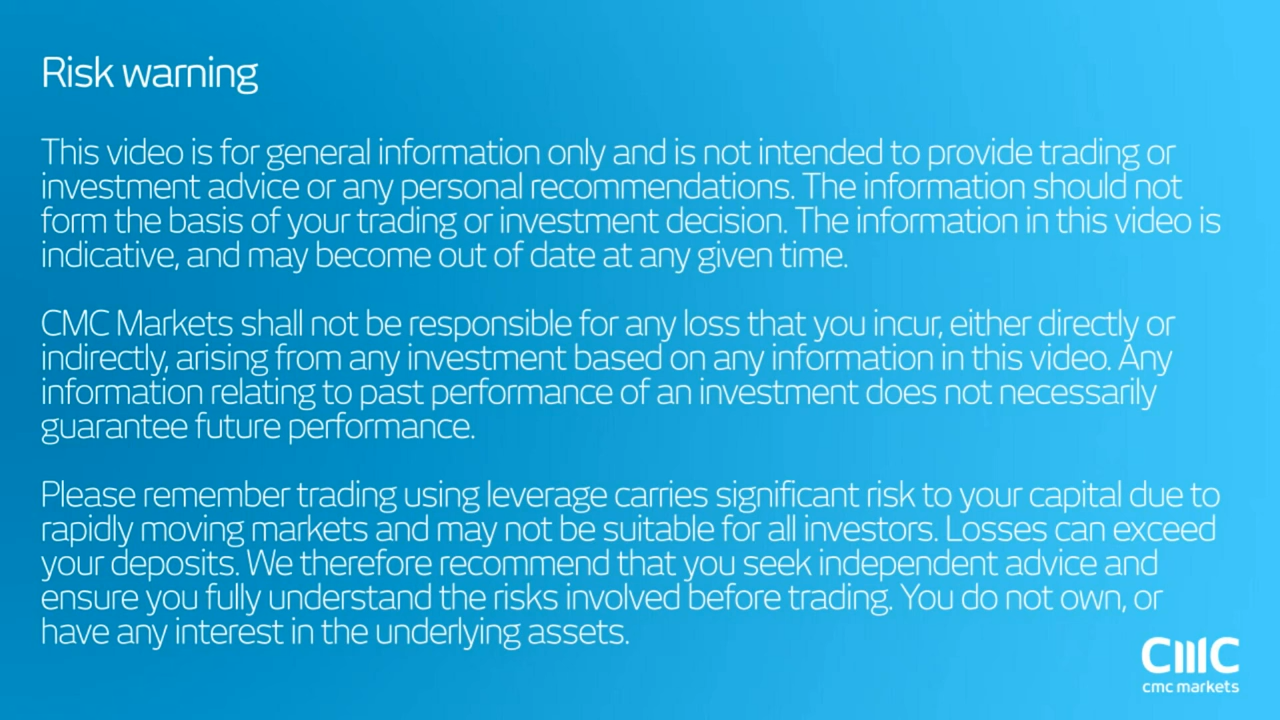 Risk warning
This video is for general information only and is not intended to provide trading or
investment advice or any personal recommendations. The information should not
form the basis of your trading or investment decision. The information in this video is
indicative, and may become out of date at any given time.
CMC Markets shall not be responsible for any loss that you incur, either directly or
indirectly, arising from any investment based on any information in this video. Any
information relating to past performance of an investment does not necessarily
guarantee future performance.
Please remember trading using leverage carries significant risk to your capital due to
rapidly moving markets and may not be suitable for all investors. Losses can exceed
your deposits. We therefore recommend that you seek independent advice and
ensure you fully understand the risks involved before trading. You do not own, or
have any interest in the underlying assets.
CMC
cmc markets